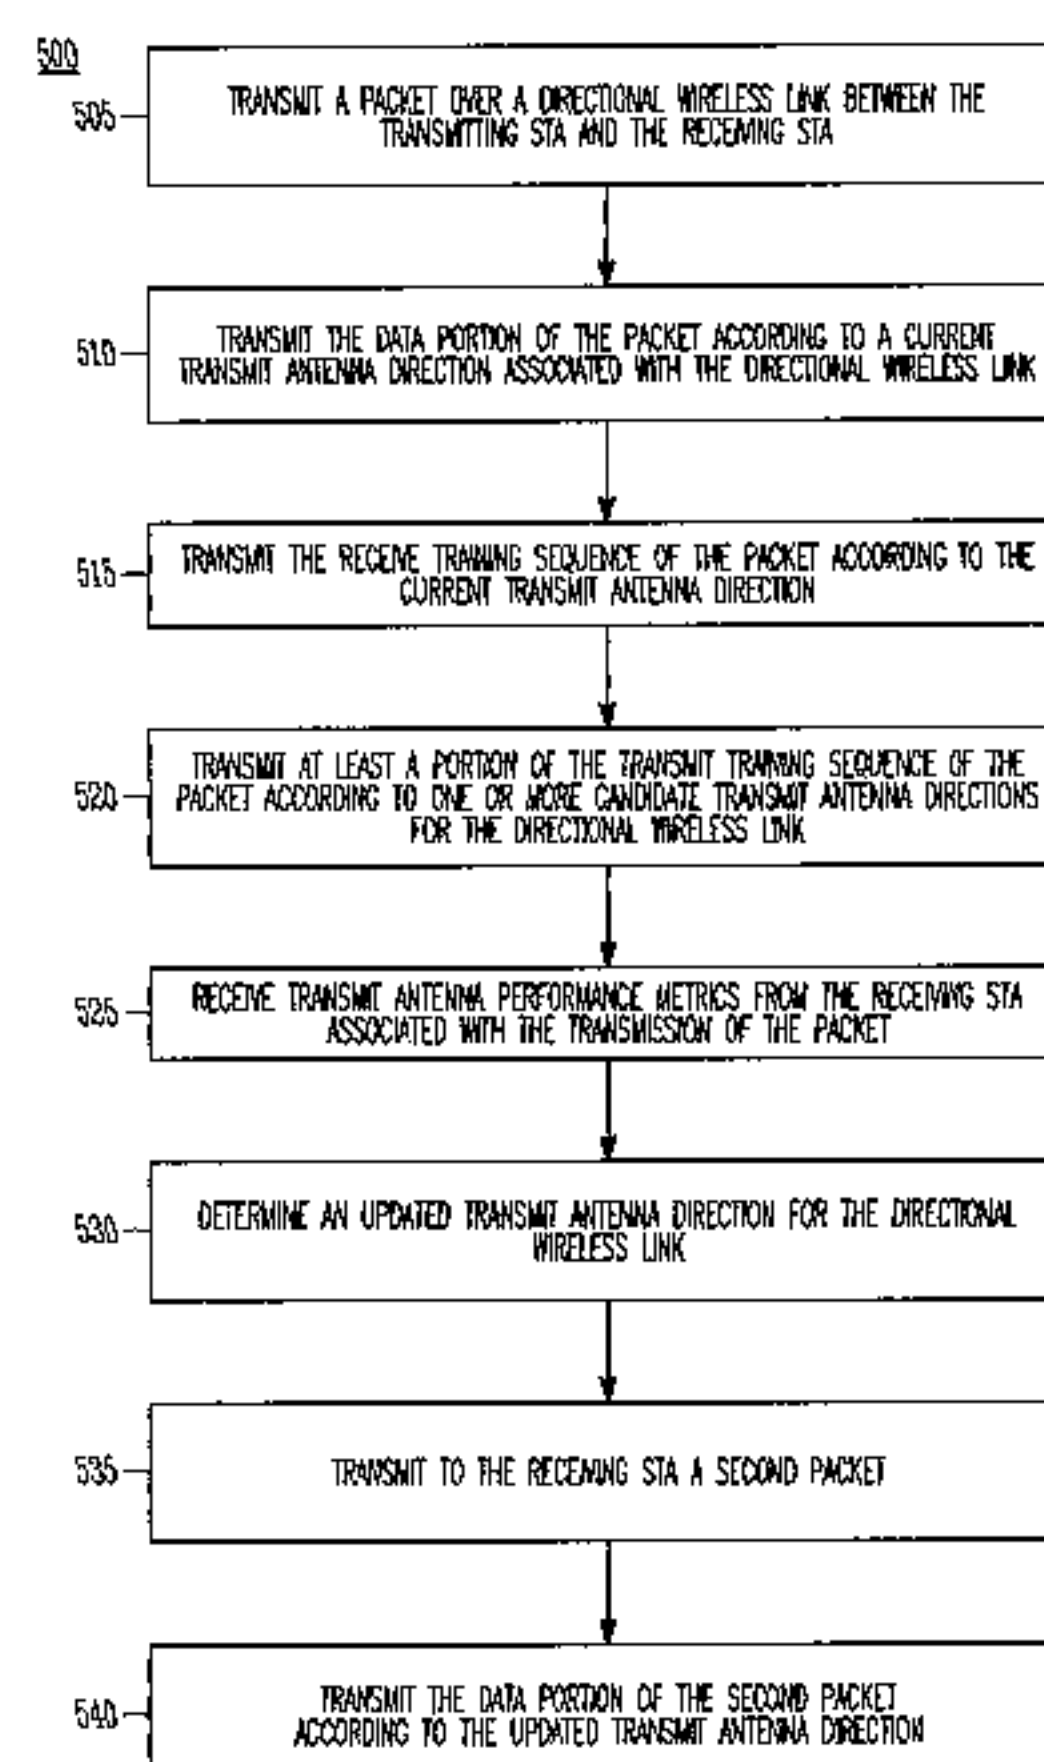 500
505
TRANSMIT A PACKET OVER A DIRECTIONAL WIRELESS LINK BETWEEN THE
TRANSMITTING STA AND THE RECEIVING STA
510
TRANSMIT THE DATA PORTION OF THE PACKET ACCORDING TO A CURRENT
TRANSMIT ANTENNA DIRECTION ASSOCIATED WITH THE DIRECTIONAL WIRELESS LINK
515
TRANSMIT THE RECEIVE TRAINING SEQUENCE OF THE PACKET ACCORDING TO THE
CURRENT TRANSMIT ANTENNA DIRECTION
520
TRANSMIT AT LEAST A PORTION OF THE TRANSMIT TRAINING SEQUENCE OF THE
PACKET ACCORDING TO ONE OR MORE CANDIDATE TRANSMIT ANTENNA DIRECTIONS
FOR THE DIRECTIONAL WIRELESS LINK
525
RECEIVE TRANSMIT ANTENNA PERFORMANCE METRICS FROM THE RECEIVING STA
ASSOCIATED WITH THE TRANSMISSION OF THE PACKET
530
DETERMINE AN UPDATED TRANSMIT ANTENNA DIRECTION FOR THE DIRECTIONAL
WIRELESS LINK
535
TRANSMIT TO THE RECEIVING STA A SECOND PACKET
540
TRANSMIT THE DATA PORTION OF THE SECOND PACKET
ACCORDING TO THE UPDATED TRANSMIT ANTENNA DIRECTION